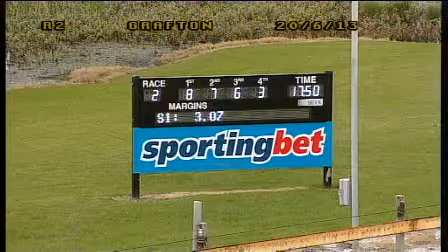 R2 GRAFTON 20/6/13
RACE 1ST 2ND 3RD 4TH TIME
2 8 7 6 3 17.50
MARGINS
S1: 3.07
sportingbet